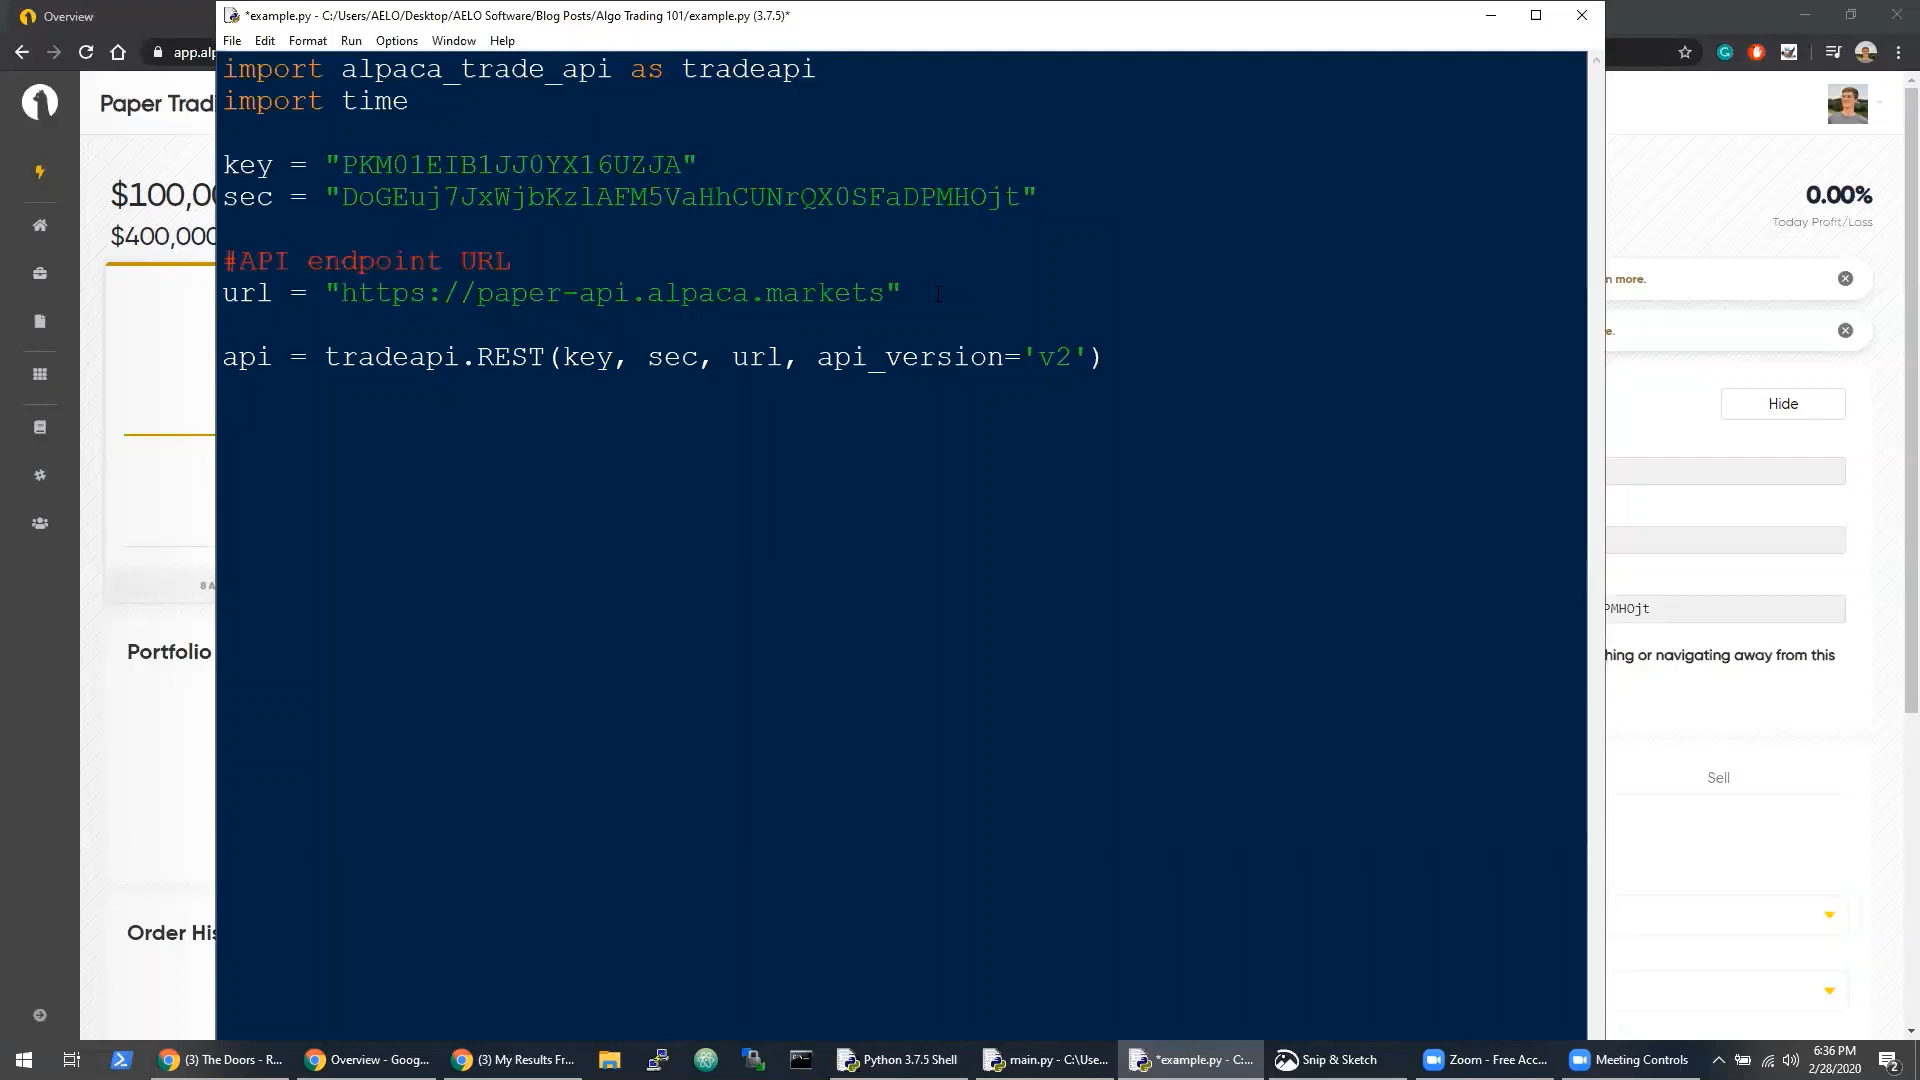 Overview
*example.py - C:/Users/AELO/Desktop/AELO Software/Blog Posts/Algo Trading 101/example.py (3.7.5)*
app.alp
File Edit Format Run Options Window Help
import alpaca_trade_api as tradeapi
import time
key = "PKM01EIB1JJ0YX16UZJA"
sec = "DoGEuj7JxWjbKzlAFM5VaHhCUNrQX0SFaDPMHOjt"
#API endpoint URL
url = "https://paper-api.alpaca.markets"
api = tradeapi.REST(key, sec, url, api_version='v2')
Paper Trad
$100,00
$400,000
8 A
Portfolio
Order His
0.00%
Today Profit/Loss
n more.
e.
Hide
PMHOjt
hing or navigating away from this
Sell
(3) The Doors - R...
Overview - Goog...
(3) My Results Fr...
Python 3.7.5 Shell
main.py - C:\Use...
*example.py - C:...
Snip & Sketch
Zoom - Free Acc...
Meeting Controls
6:36 PM
2/28/2020
2